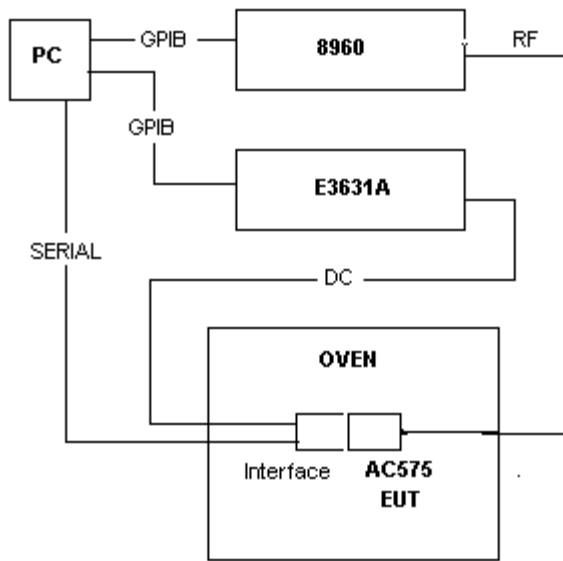 PC
GPIB
8960
RF
GPIB
E3631A
SERIAL
DC
OVEN
Interface
AC575
EUT